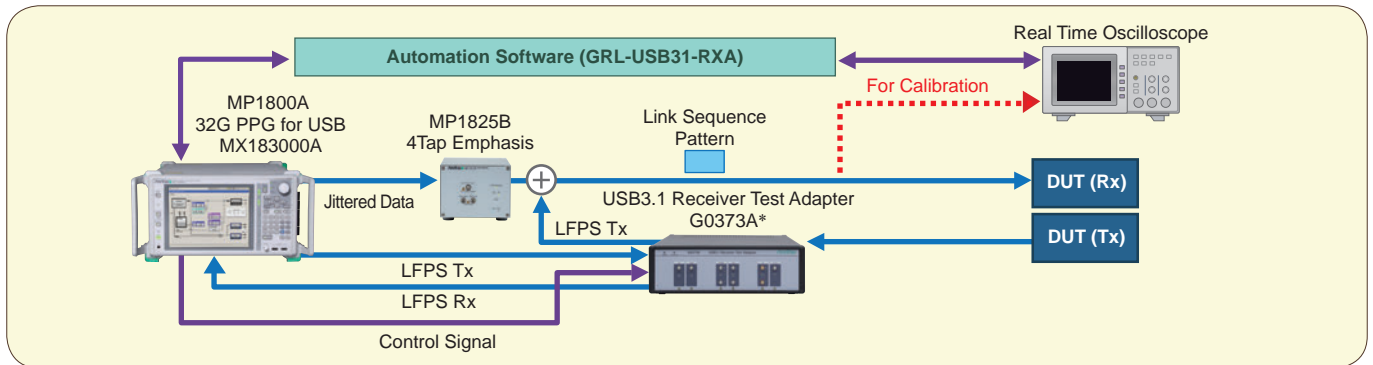 Real Time Oscilloscope
Automation Software (GRL-USB31-RXA)
For Calibration
MP1800A
32G PPG for USB
MX183000A
MP1825B
4Tap Emphasis
Link Sequence
Pattern
Jittered Data
DUT (Rx)
USB3.1 Receiver Test Adapter
G0373A*
LFPS Tx
DUT (Tx)
LFPS Tx
LFPS Rx
Control Signal